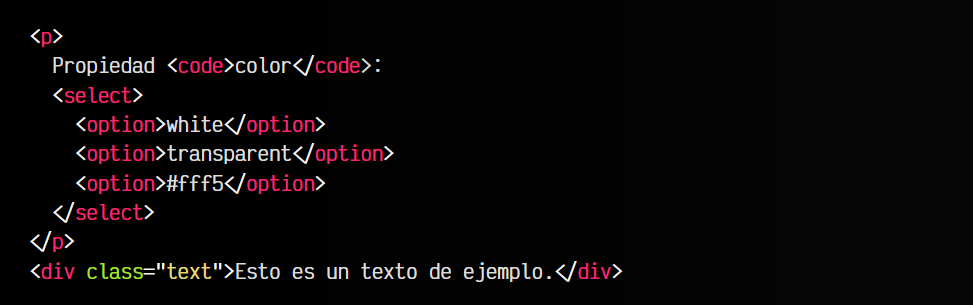 <p>
  Propiedad <code>color</code>:
  <select>
    <option>white</option>
    <option>transparent</option>
    <option>#fff5</option>
  </select>
</p>
<div class="text">Esto es un texto de ejemplo.</div>